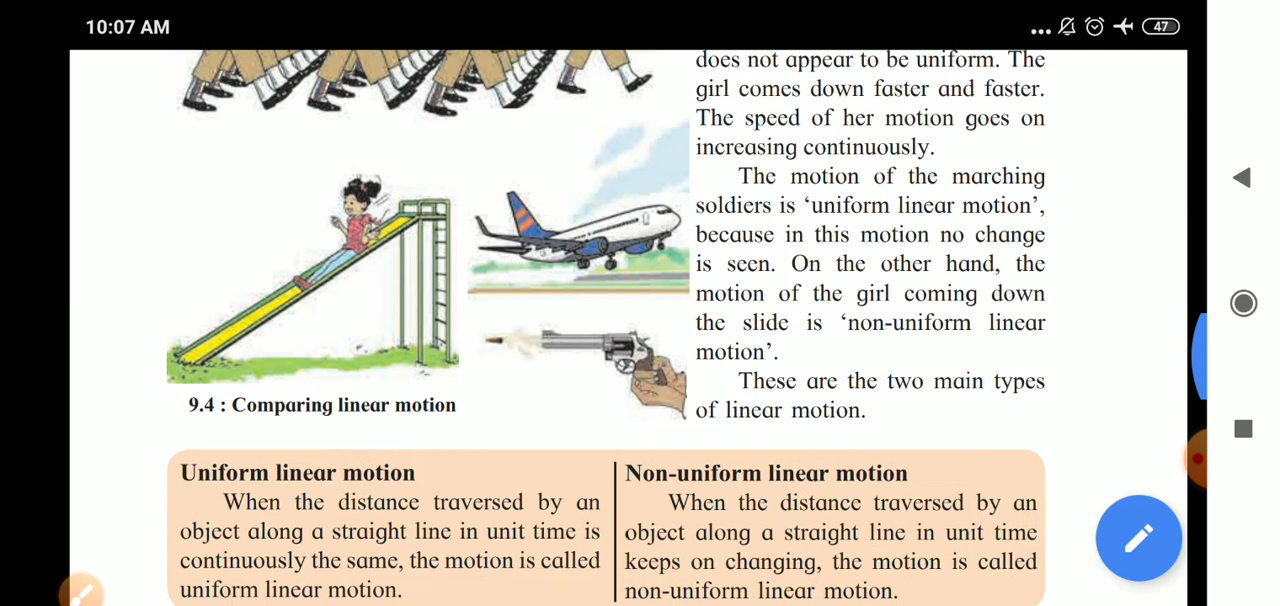 10:07 AM
47
does not appear to be uniform. The
girl comes down faster and faster.
The speed of her motion goes on
increasing continuously.
The motion of the marching
soldiers is ‘uniform linear motion’,
because in this motion no change
is seen. On the other hand, the
motion of the girl coming down
the slide is ‘non-uniform linear
motion’.
These are the two main types
of linear motion.
9.4 : Comparing linear motion
Uniform linear motion
When the distance traversed by an
object along a straight line in unit time is
continuously the same, the motion is called
uniform linear motion.
Non-uniform linear motion
When the distance traversed by an
object along a straight line in unit time
keeps on changing, the motion is called
non-uniform linear motion.